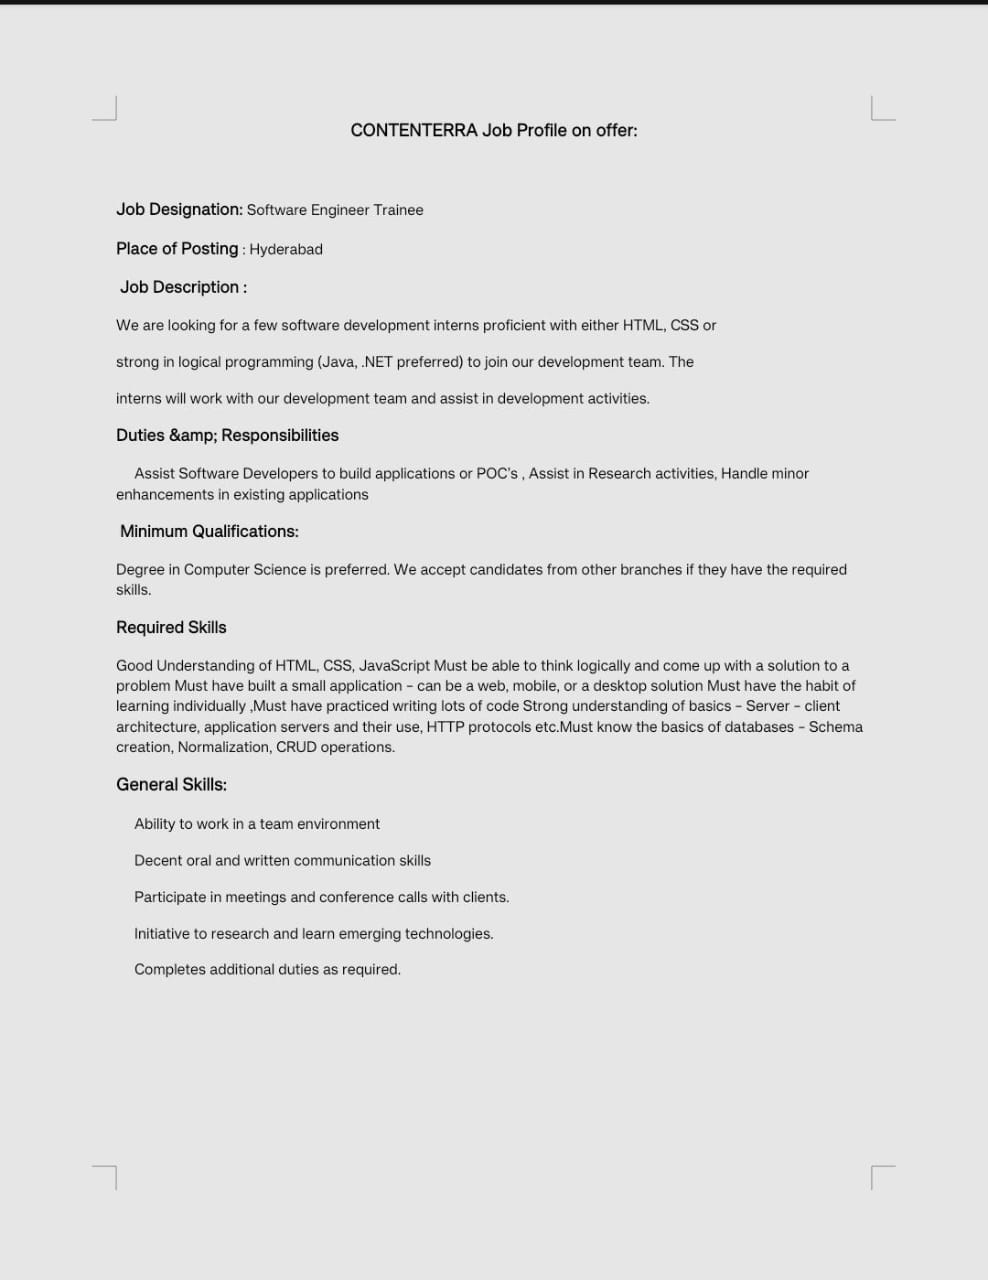 CONTENTERRA Job Profile on offer:
Job Designation: Software Engineer Trainee
Place of Posting : Hyderabad
Job Description :
We are looking for a few software development interns proficient with either HTML, CSS or
strong in logical programming (Java, .NET preferred) to join our development team. The
interns will work with our development team and assist in development activities.
Duties &amp; Responsibilities
Assist Software Developers to build applications or POC's , Assist in Research activities, Handle minor
enhancements in existing applications
Minimum Qualifications:
Degree in Computer Science is preferred. We accept candidates from other branches if they have the required
skills.
Required Skills
Good Understanding of HTML, CSS, JavaScript Must be able to think logically and come up with a solution to a
problem Must have built a small application – can be a web, mobile, or a desktop solution Must have the habit of
learning individually ,Must have practiced writing lots of code Strong understanding of basics – Server – client
architecture, application servers and their use, HTTP protocols etc.Must know the basics of databases – Schema
creation, Normalization, CRUD operations.
General Skills:
Ability to work in a team environment
Decent oral and written communication skills
Participate in meetings and conference calls with clients.
Initiative to research and learn emerging technologies.
Completes additional duties as required.